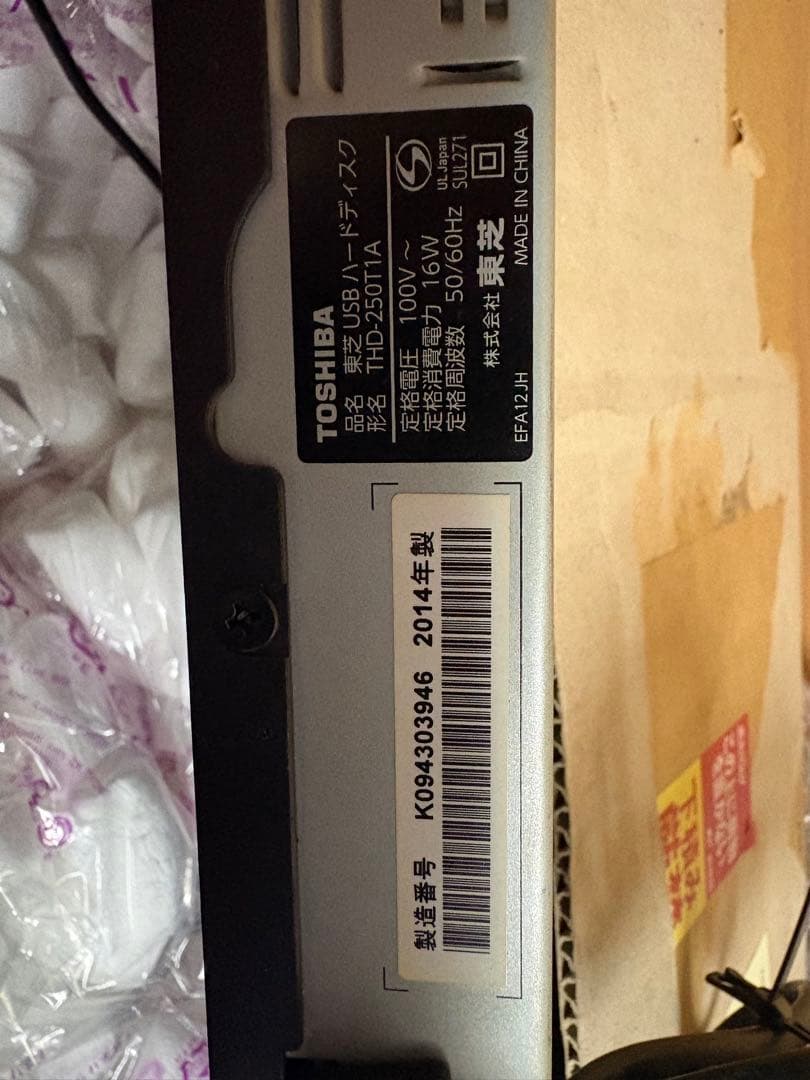 TOSHIBA
品名 東芝 USB ハードディスク
形名 THD-250T1A
定格電圧 100V ～
定格消費電力 16W
定格周波数 50/60Hz
UL Japan
SUL271
株式会社 東芝
EFA12JH MADE IN CHINA
製造番号 K094303946 2014年製